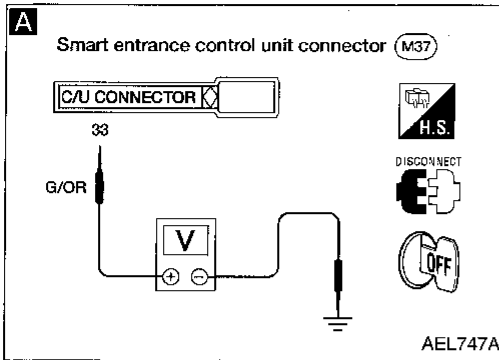 A
Smart entrance control unit connector M37
C/U CONNECTOR
33
H.S.
G/OR
DISCONNECT
V
OFF
AEL747A